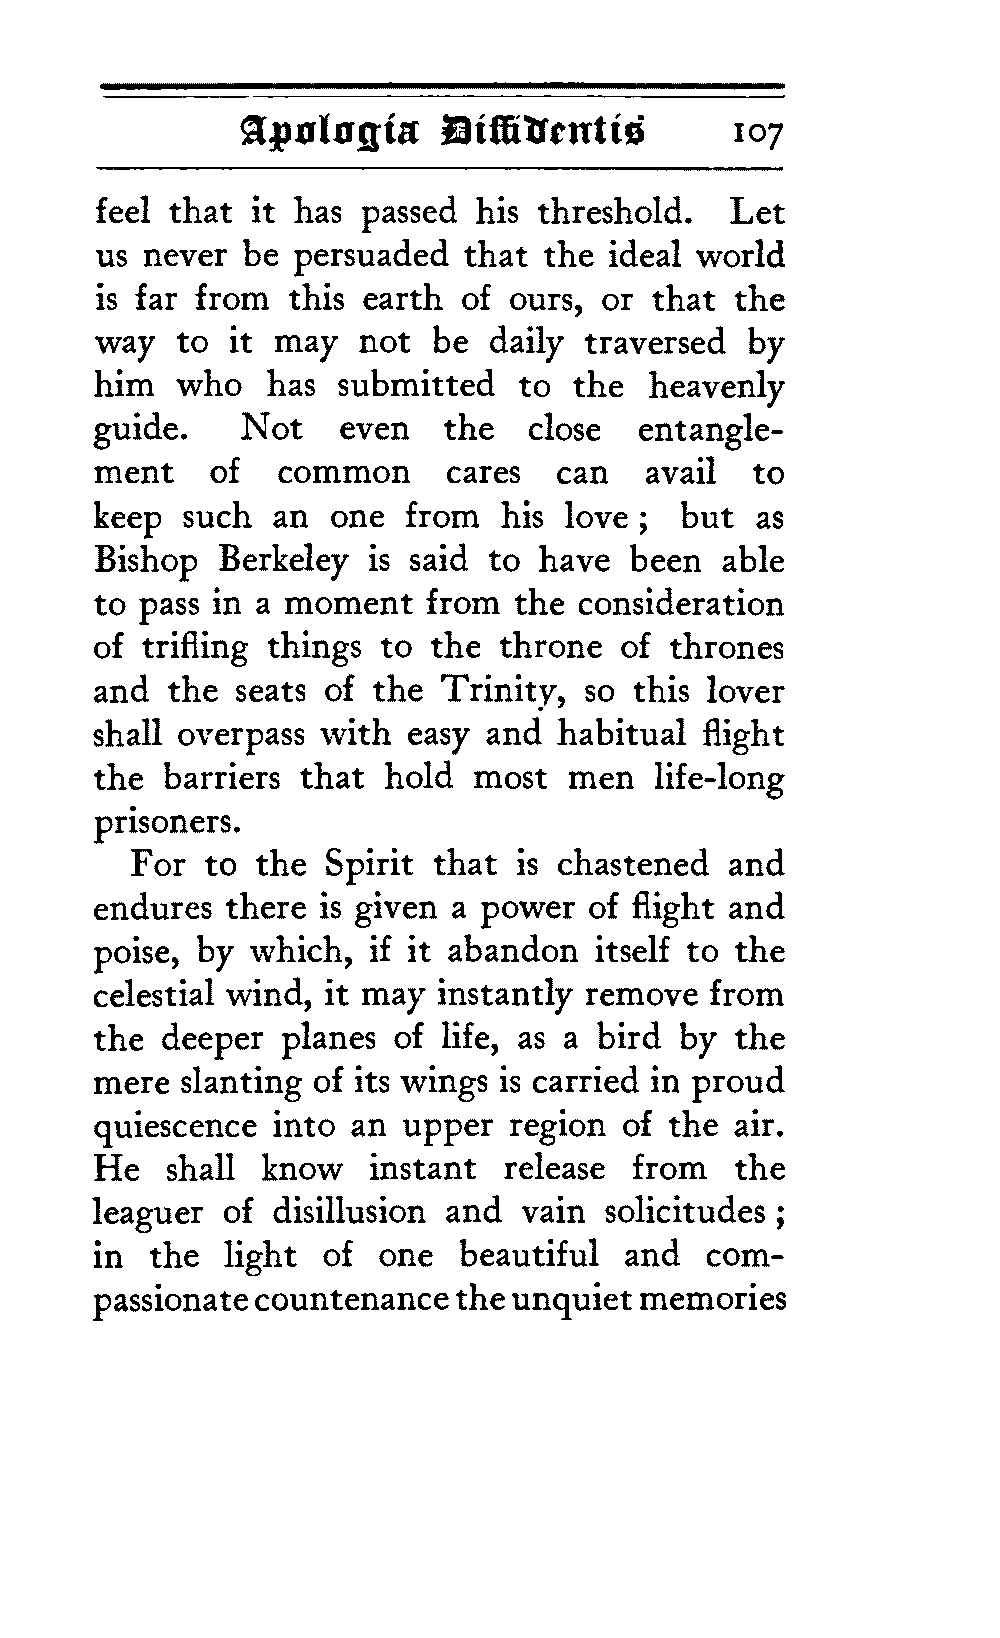 Apologia Diffidentis 107
feel that it has passed his threshold. Let
us never be persuaded that the ideal world
is far from this earth of ours, or that the
way to it may not be daily traversed by
him who has submitted to the heavenly
guide. Not even the close entangle-
ment of common cares can avail to
keep such an one from his love ; but as
Bishop Berkeley is said to have been able
to pass in a moment from the consideration
of trifling things to the throne of thrones
and the seats of the Trinity, so this lover
shall overpass with easy and habitual flight
the barriers that hold most men life-long
prisoners.
For to the Spirit that is chastened and
endures there is given a power of flight and
poise, by which, if it abandon itself to the
celestial wind, it may instantly remove from
the deeper planes of life, as a bird by the
mere slanting of its wings is carried in proud
quiescence into an upper region of the air.
He shall know instant release from the
leaguer of disillusion and vain solicitudes ;
in the light of one beautiful and com-
passionate countenance the unquiet memories